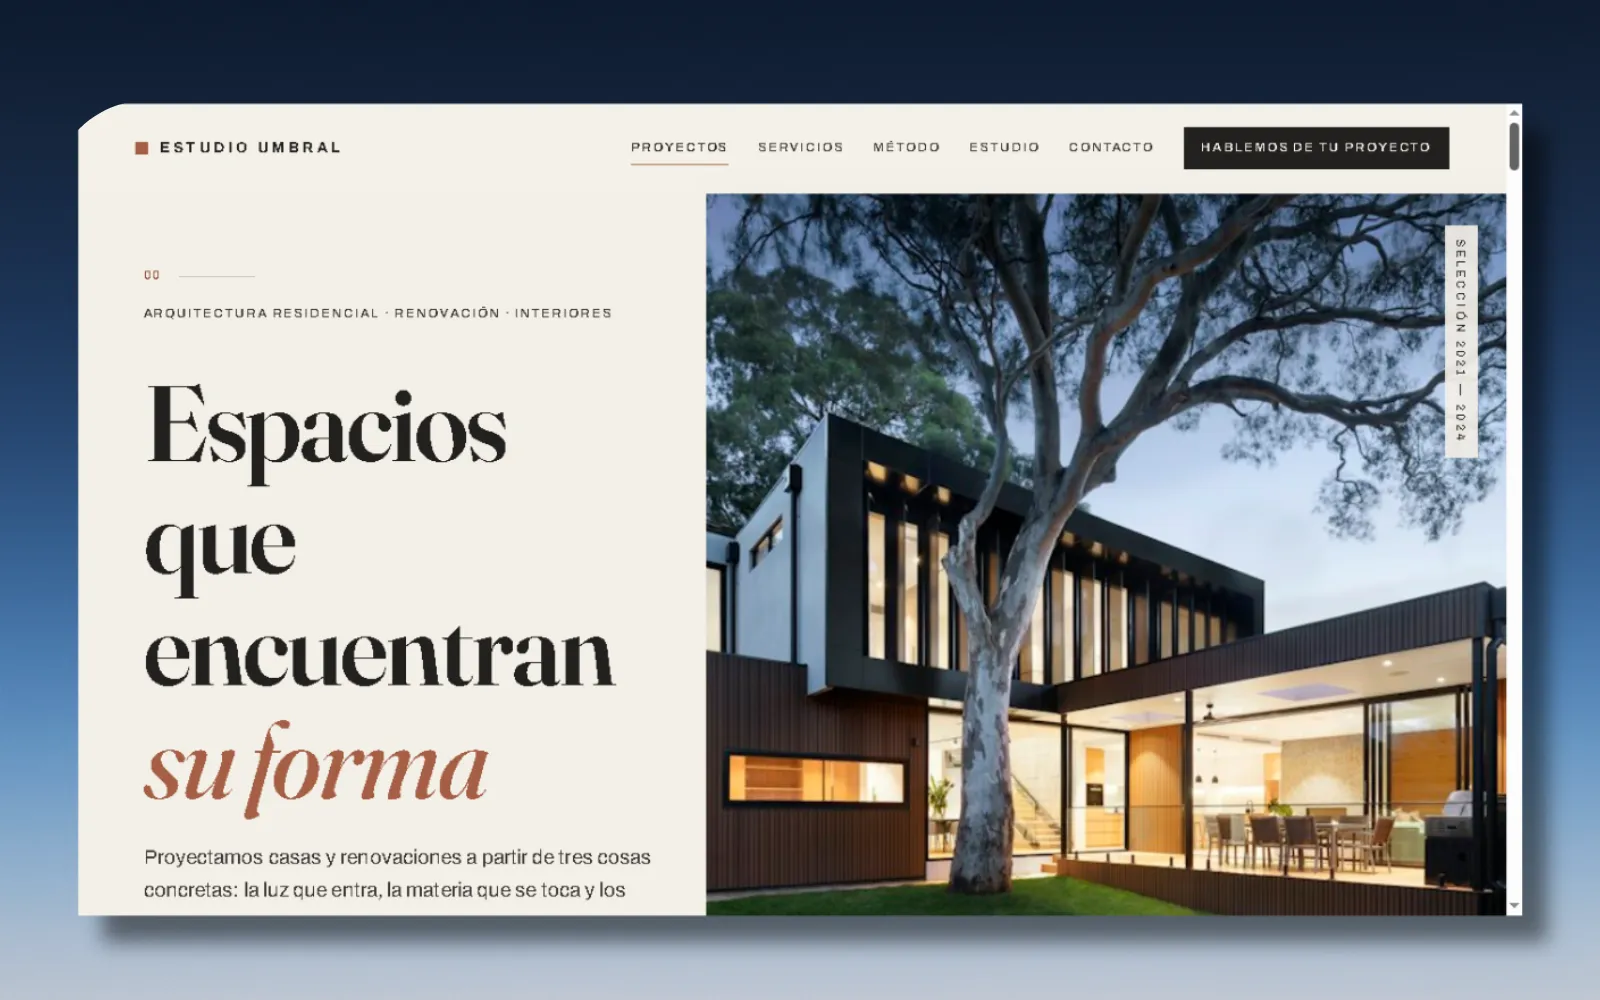 ESTUDIO UMBRAL
PROYECTOS SERVICIOS MÉTODO ESTUDIO CONTACTO HABLEMOS DE TU PROYECTO
00
ARQUITECTURA RESIDENCIAL · RENOVACIÓN · INTERIORES
Espacios
que
encuentran
su forma
Proyectamos casas y renovaciones a partir de tres cosas
concretas: la luz que entra, la materia que se toca y los
SELECCIÓN 2021 — 2024